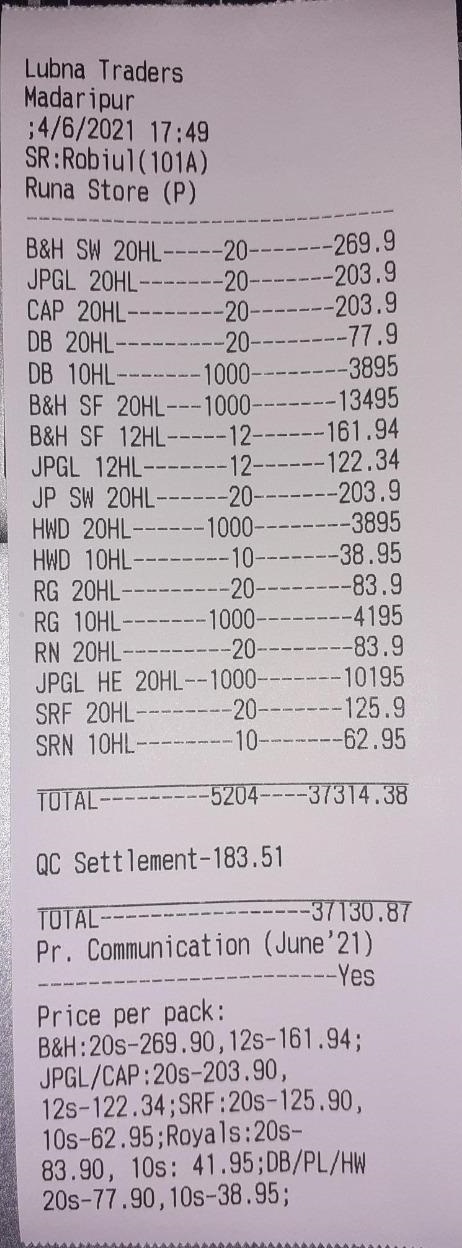 Lubna Traders
Madaripur
;4/6/2021 17:49
SR:Robiul(101A)
Runa Store (P)
--------------------------------
B&H SW 20HL-----20-------269.9
JPGL 20HL-------20-------203.9
CAP 20HL--------20-------203.9
DB 20HL---------20--------77.9
DB 10HL-------1000--------3895
B&H SF 20HL---1000-------13495
B&H SF 12HL-----12------161.94
JPGL 12HL-------12------122.34
JP SW 20HL------20-------203.9
HWD 20HL------1000--------3895
HWD 10HL--------10-------38.95
RG 20HL---------20--------83.9
RG 10HL-------1000--------4195
RN 20HL---------20--------83.9
JPGL HE 20HL--1000-------10195
SRF 20HL--------20-------125.9
SRN 10HL--------10-------62.95
TOTAL---------5204----37314.38
QC Settlement-183.51
TOTAL-----------------37130.87
Pr. Communication (June'21)
-------------------------Yes
Price per pack:
B&H:20s-269.90,12s-161.94;
JPGL/CAP:20s-203.90,
12s-122.34;SRF:20s-125.90,
10s-62.95;Royals:20s-
83.90, 10s: 41.95;DB/PL/HW
20s-77.90,10s-38.95;